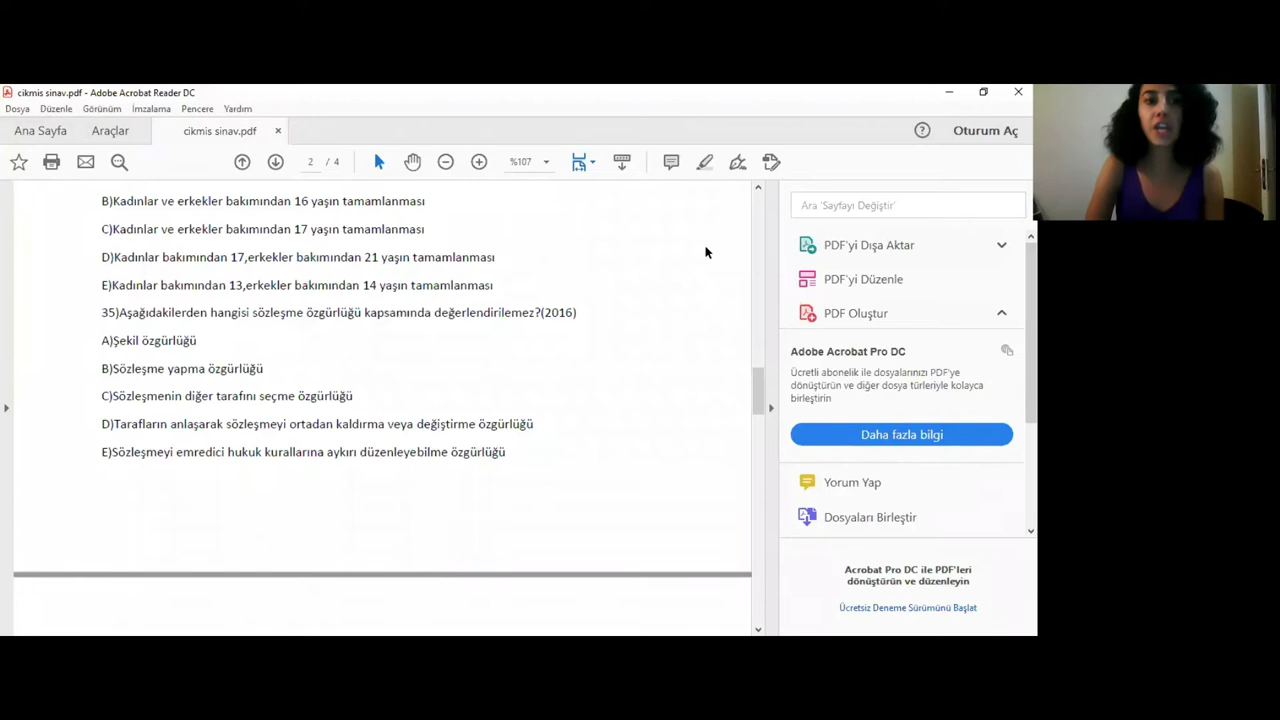 cikmis sinav.pdf - Adobe Acrobat Reader DC
Dosya Düzenle Görünüm İmzalama Pencere Yardım
Ana Sayfa Araçlar cikmis sinav.pdf × Oturum Aç
2 / 4 %107
B)Kadınlar ve erkekler bakımından 16 yaşın tamamlanması
C)Kadınlar ve erkekler bakımından 17 yaşın tamamlanması
D)Kadınlar bakımından 17,erkekler bakımından 21 yaşın tamamlanması
E)Kadınlar bakımından 13,erkekler bakımından 14 yaşın tamamlanması
35)Aşağıdakilerden hangisi sözleşme özgürlüğü kapsamında değerlendirilemez?(2016)
A)Şekil özgürlüğü
B)Sözleşme yapma özgürlüğü
C)Sözleşmenin diğer tarafını seçme özgürlüğü
D)Tarafların anlaşarak sözleşmeyi ortadan kaldırma veya değiştirme özgürlüğü
E)Sözleşmeyi emredici hukuk kurallarına aykırı düzenleyebilme özgürlüğü
Ara 'Sayfayı Değiştir'
PDF'yi Dışa Aktar
PDF'yi Düzenle
PDF Oluştur
Adobe Acrobat Pro DC
Ücretli abonelik ile dosyalarınızı PDF'ye
dönüştürün ve diğer dosya türleriyle kolayca
birleştirin
Daha fazla bilgi
Yorum Yap
Dosyaları Birleştir
Acrobat Pro DC ile PDF'leri
dönüştürün ve düzenleyin
Ücretsiz Deneme Sürümünü Başlat